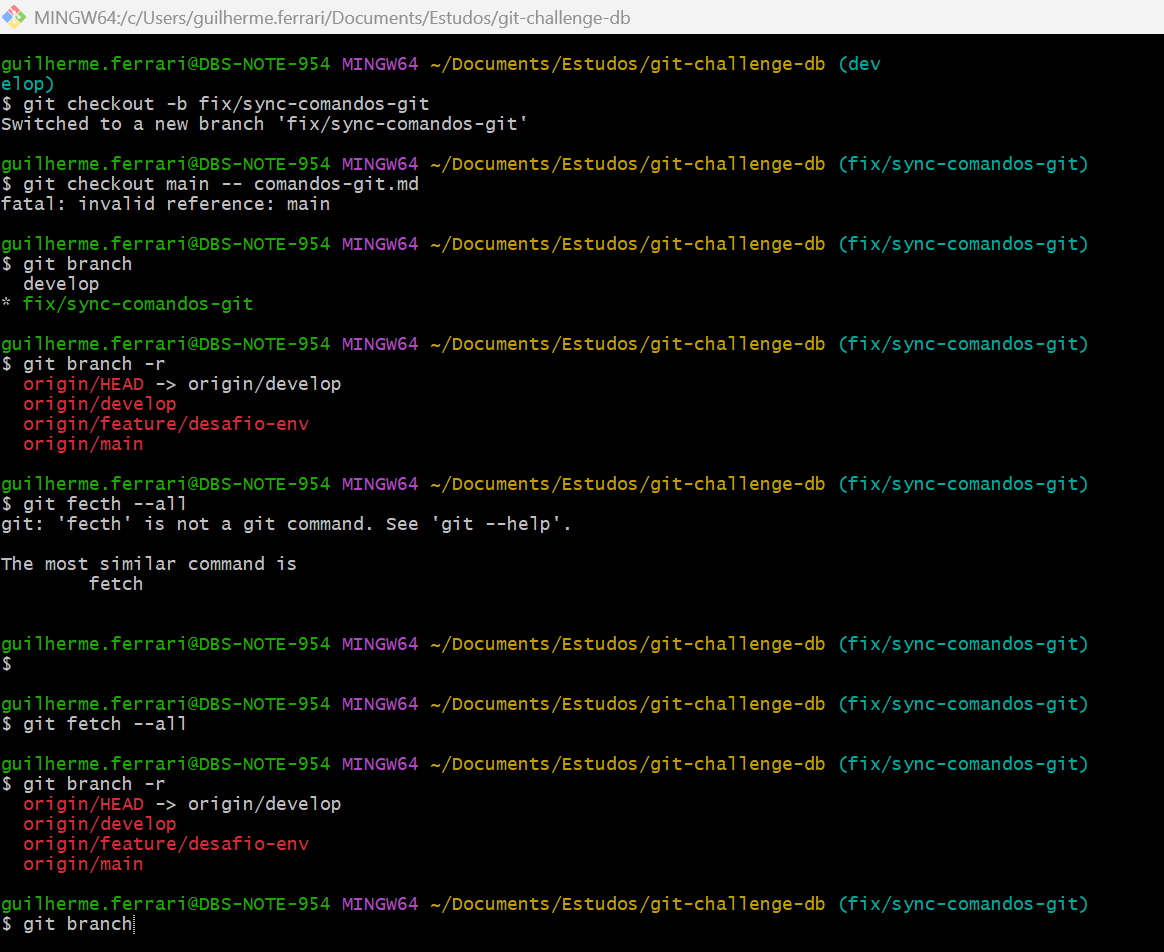 MINGW64:/c/Users/guilherme.ferrari/Documents/Estudos/git-challenge-db
guilherme.ferrari@DBS-NOTE-954 MINGW64 ~/Documents/Estudos/git-challenge-db (dev
elop)
$ git checkout -b fix/sync-comandos-git
Switched to a new branch 'fix/sync-comandos-git'
guilherme.ferrari@DBS-NOTE-954 MINGW64 ~/Documents/Estudos/git-challenge-db (fix/sync-comandos-git)
$ git checkout main -- comandos-git.md
fatal: invalid reference: main
guilherme.ferrari@DBS-NOTE-954 MINGW64 ~/Documents/Estudos/git-challenge-db (fix/sync-comandos-git)
$ git branch
  develop
* fix/sync-comandos-git
guilherme.ferrari@DBS-NOTE-954 MINGW64 ~/Documents/Estudos/git-challenge-db (fix/sync-comandos-git)
$ git branch -r
  origin/HEAD -> origin/develop
  origin/develop
  origin/feature/desafio-env
  origin/main
guilherme.ferrari@DBS-NOTE-954 MINGW64 ~/Documents/Estudos/git-challenge-db (fix/sync-comandos-git)
$ git fecth --all
git: 'fecth' is not a git command. See 'git --help'.
The most similar command is
        fetch
guilherme.ferrari@DBS-NOTE-954 MINGW64 ~/Documents/Estudos/git-challenge-db (fix/sync-comandos-git)
$
guilherme.ferrari@DBS-NOTE-954 MINGW64 ~/Documents/Estudos/git-challenge-db (fix/sync-comandos-git)
$ git fetch --all
guilherme.ferrari@DBS-NOTE-954 MINGW64 ~/Documents/Estudos/git-challenge-db (fix/sync-comandos-git)
$ git branch -r
  origin/HEAD -> origin/develop
  origin/develop
  origin/feature/desafio-env
  origin/main
guilherme.ferrari@DBS-NOTE-954 MINGW64 ~/Documents/Estudos/git-challenge-db (fix/sync-comandos-git)
$ git branch